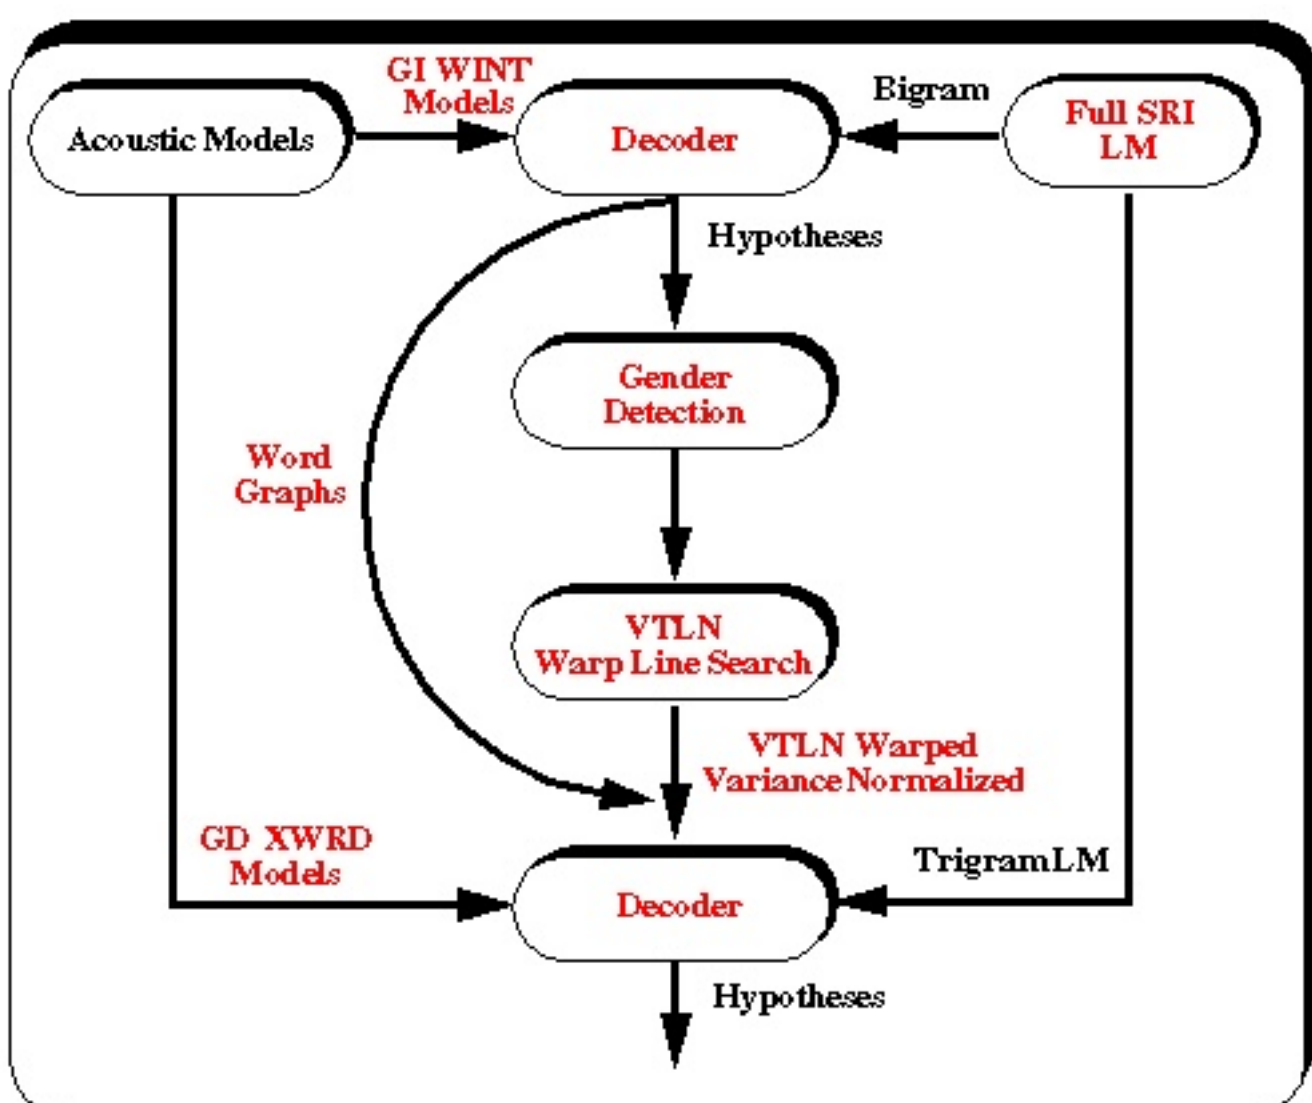 GI WINT
Models
Bigram
Full SRI
LM
Acoustic Models
Decoder
Hypotheses
Gender
Detection
Word
Graphs
VTLN
Warp Line Search
VTLN Warped
Variance Normalized
GD XWRD
Models
TrigramLM
Decoder
Hypotheses